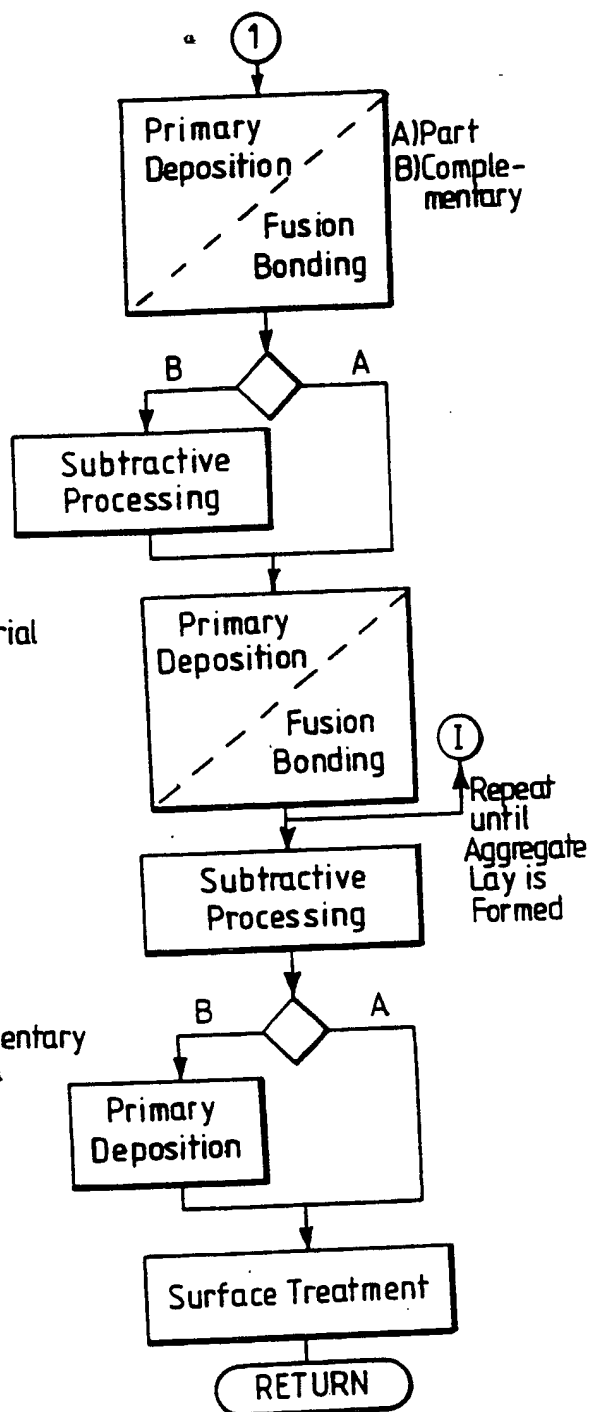 1
Primary
Deposition
Fusion
Bonding
A)Part
B)Comple-
mentary
B
A
Subtractive
Processing
rial
Primary
Deposition
Fusion
Bonding
I
Repeat
until
Aggregate
Lay is
Formed
Subtractive
Processing
B
A
entary
Primary
Deposition
Surface Treatment
RETURN